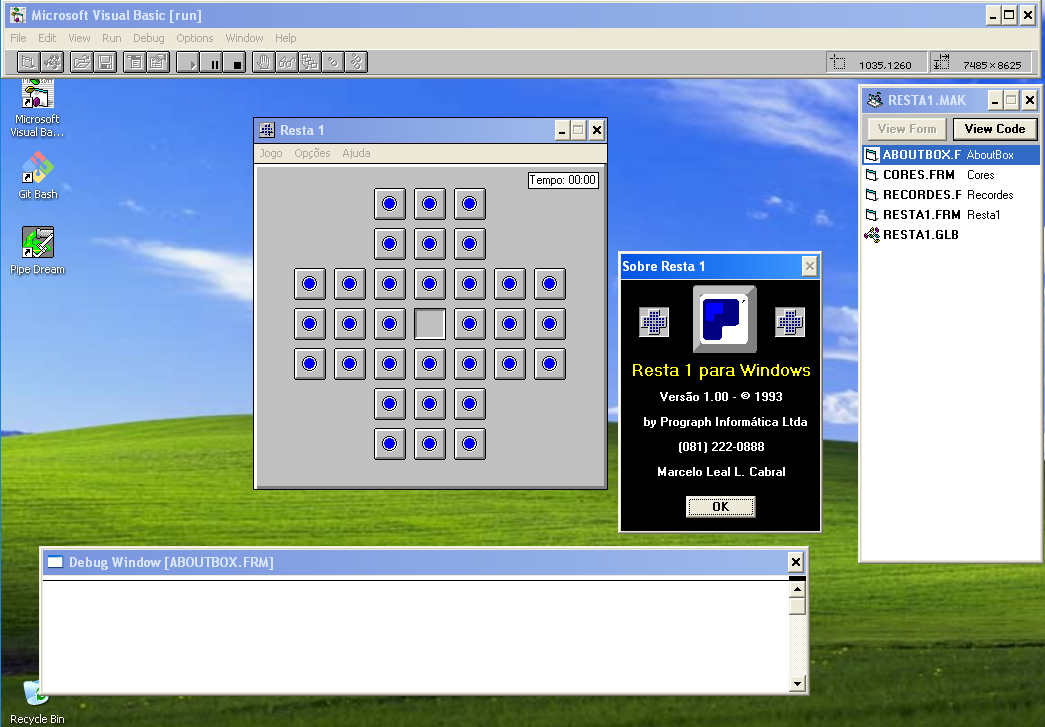 Microsoft Visual Basic [run]
File Edit View Run Debug Options Window Help
1035,1260 7485×8625
Microsoft
Visual Ba...
Git Bash
Pipe Dream
Resta 1
Jogo Opções Ajuda
Tempo: 00:00
Sobre Resta 1
Resta 1 para Windows
Versão 1.00 - © 1993
by Prograph Informática Ltda
(081) 222-0888
Marcelo Leal L. Cabral
OK
RESTA1.MAK
View Form View Code
ABOUTBOX.F AboutBox
CORES.FRM Cores
RECORDES.F Recordes
RESTA1.FRM Resta1
RESTA1.GLB
Debug Window [ABOUTBOX.FRM]
Recycle Bin